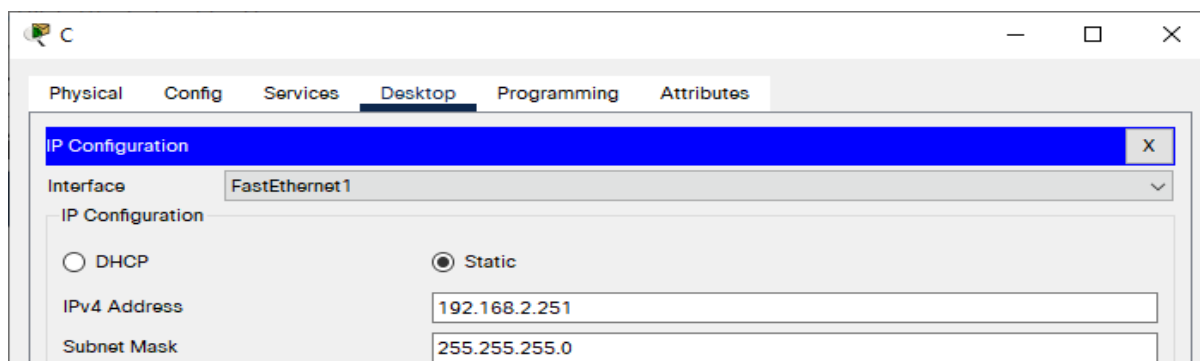 C
Physical Config Services Desktop Programming Attributes
IP Configuration X
Interface FastEthernet1
IP Configuration
DHCP Static
IPv4 Address 192.168.2.251
Subnet Mask 255.255.255.0